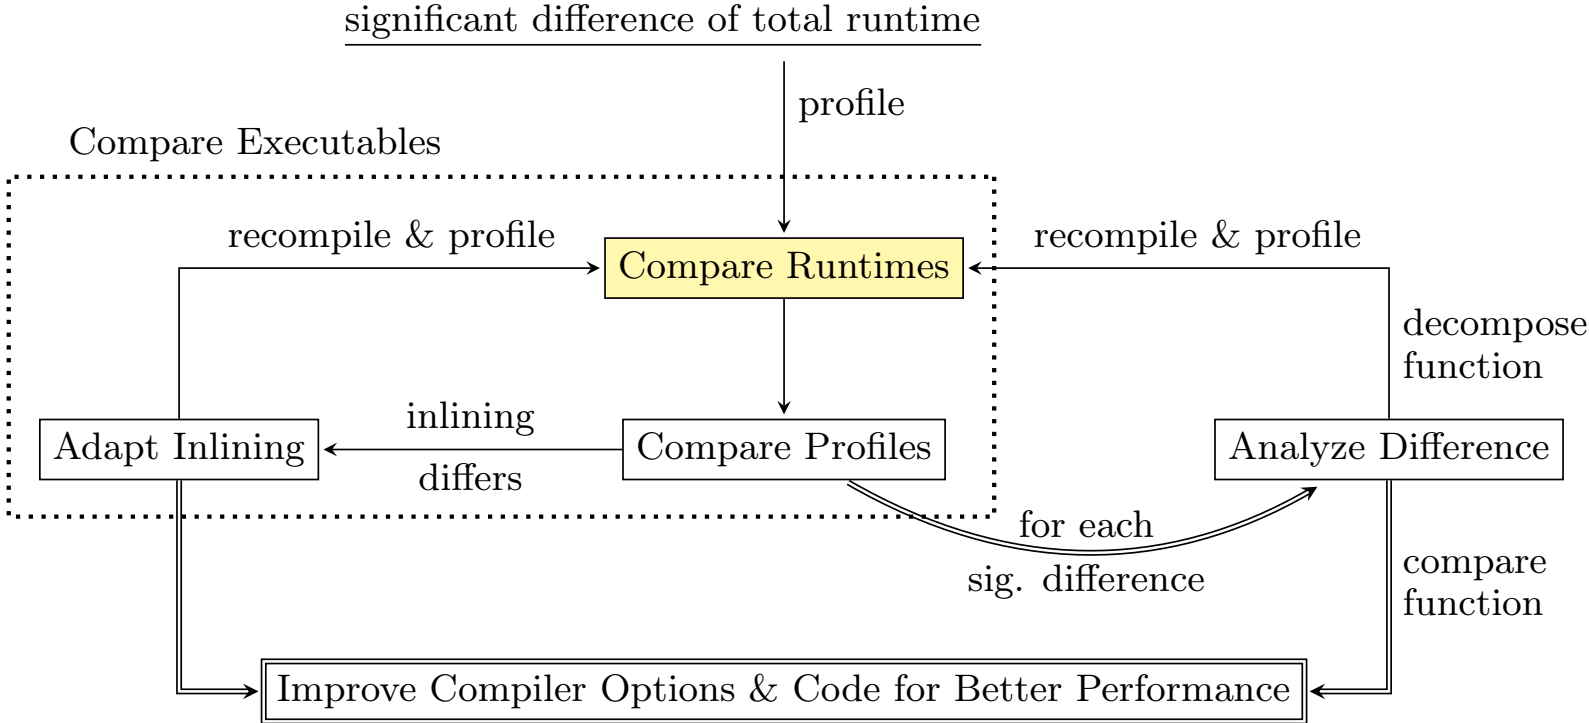 significant difference of total runtime
profile
Compare Executables
recompile & profile
Compare Runtimes
recompile & profile
decompose
function
inlining
differs
Adapt Inlining
Compare Profiles
Analyze Difference
for each
sig. difference
compare
function
Improve Compiler Options & Code for Better Performance